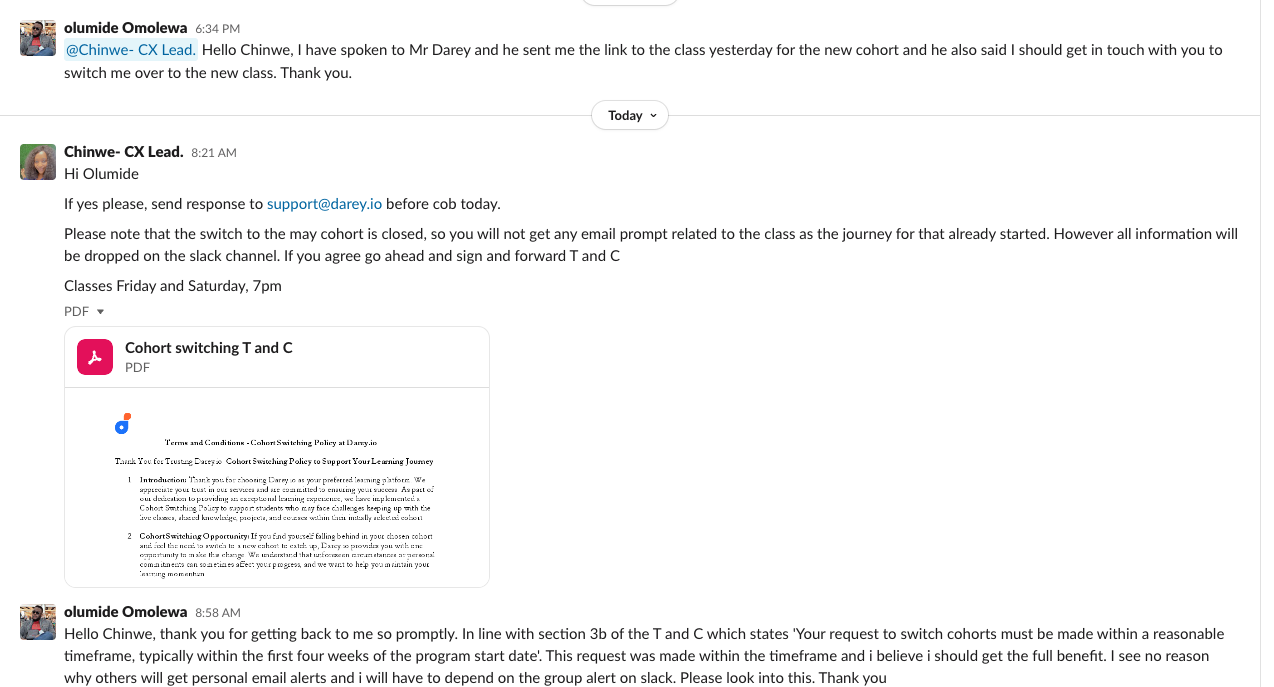 olumide Omolewa 6:34 PM
@Chinwe- CX Lead. Hello Chinwe, I have spoken to Mr Darey and he sent me the link to the class yesterday for the new cohort and he also said I should get in touch with you to
switch me over to the new class. Thank you.
Today
Chinwe- CX Lead. 8:21 AM
Hi Olumide
If yes please, send response to support@darey.io before cob today.
Please note that the switch to the may cohort is closed, so you will not get any email prompt related to the class as the journey for that already started. However all information will
be dropped on the slack channel. If you agree go ahead and sign and forward T and C
Classes Friday and Saturday, 7pm
PDF
Cohort switching T and C
PDF
Terms and Conditions - Cohort Switching Policy at Darey.io
Thank You for Trusting Darey.io Cohort Switching Policy to Support Your Learning Journey
1 Introduction: Thank you for choosing Darey.io as your preferred learning platform. We
appreciate your trust in our services and are committed to ensuring your success. As part of
our dedication to providing an exceptional learning experience, we have implemented a
Cohort Switching Policy to support students who may face challenges keeping up with the
live classes, shared knowledge, projects, and courses within their initially selected cohort
2 Cohort Switching Opportunity: If you find yourself falling behind in your chosen cohort
and feel the need to switch to a new cohort to catch up, Darey.io provides you with one
opportunity to make this change. We understand that unforeseen circumstances or personal
commitments can sometimes affect your progress, and we want to help you maintain your
learning momentum
olumide Omolewa 8:58 AM
Hello Chinwe, thank you for getting back to me so promptly. In line with section 3b of the T and C which states 'Your request to switch cohorts must be made within a reasonable
timeframe, typically within the first four weeks of the program start date'. This request was made within the timeframe and i believe i should get the full benefit. I see no reason
why others will get personal email alerts and i will have to depend on the group alert on slack. Please look into this. Thank you